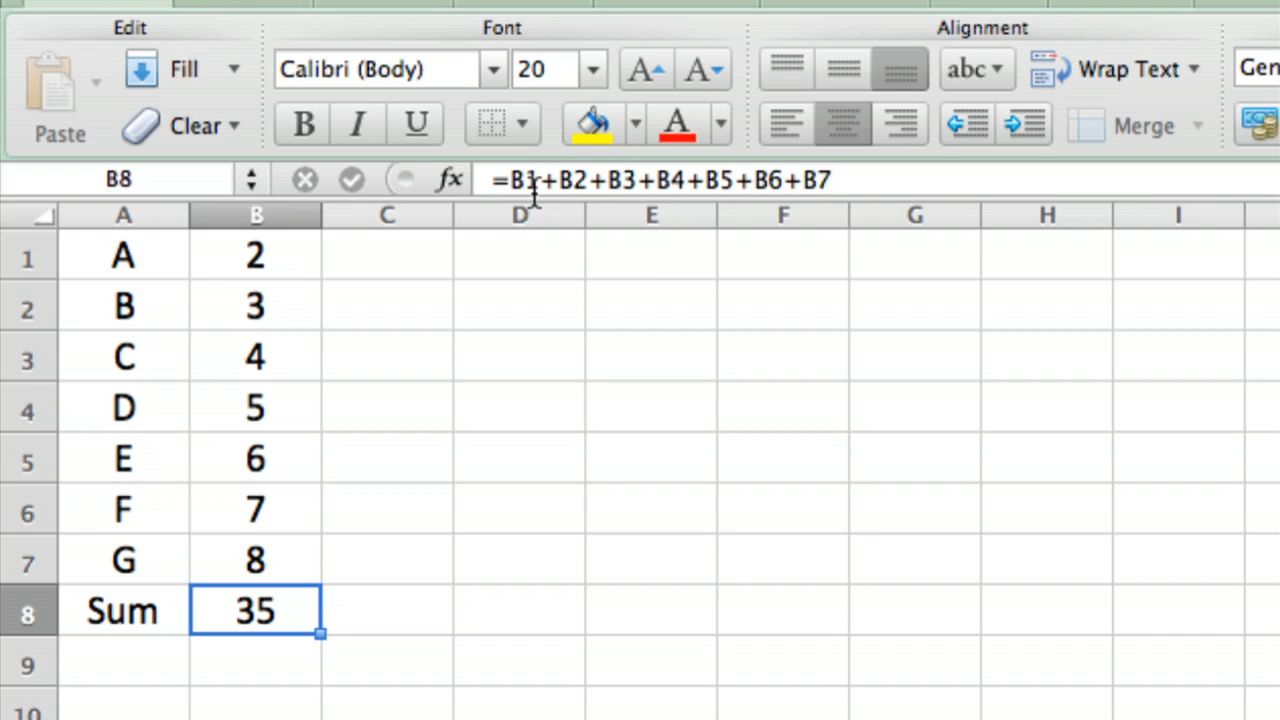 Edit Font Alignment
Fill Calibri (Body) 20 A A abc Wrap Text Gen
Paste Clear B I U A Merge
B8 fx =B1+B2+B3+B4+B5+B6+B7
A B C D E F G H I
1 A 2
2 B 3
3 C 4
4 D 5
5 E 6
6 F 7
7 G 8
8 Sum 35
9
10